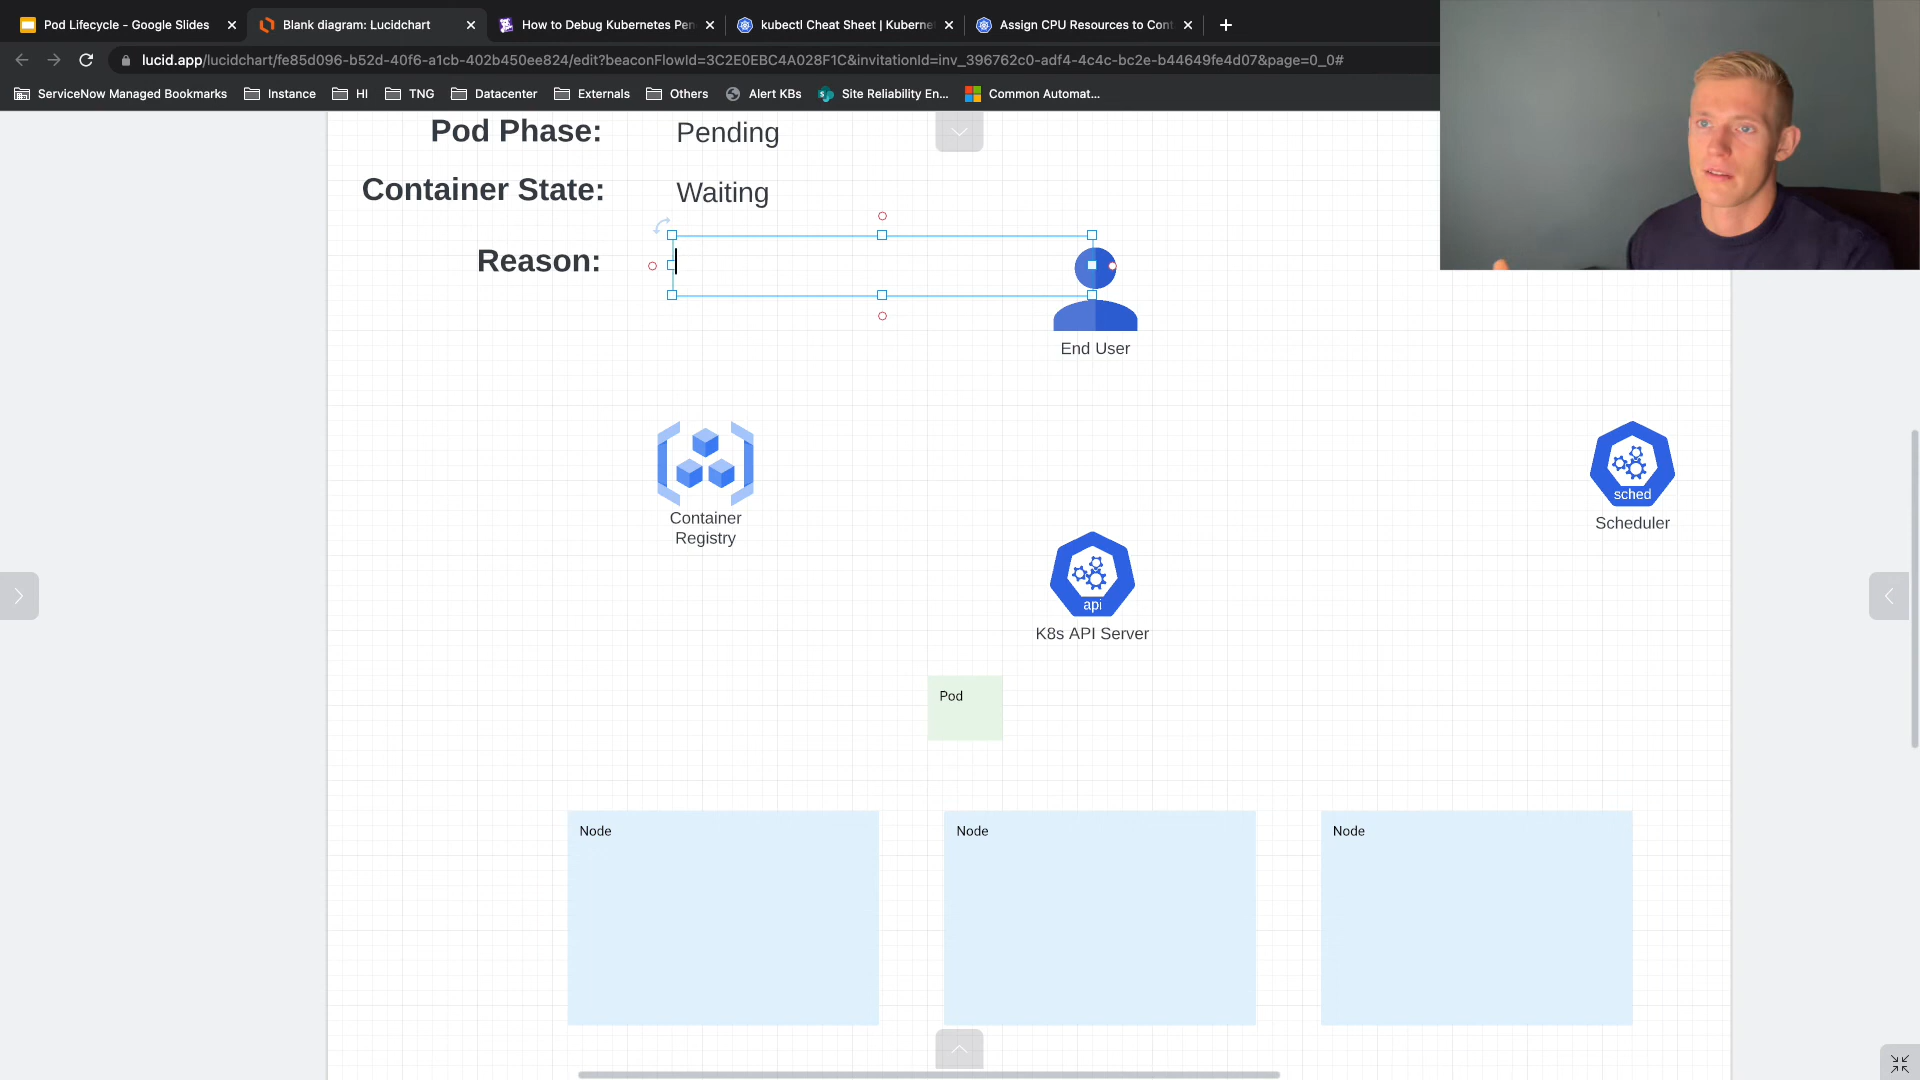 Pod Lifecycle - Google Slides
Blank diagram: Lucidchart
How to Debug Kubernetes Pen
kubectl Cheat Sheet | Kuberne
Assign CPU Resources to Cont
lucid.app/lucidchart/fe85d096-b52d-40f6-a1cb-402b450ee824/edit?beaconFlowId=3C2E0EBC4A028F1C&invitationId=inv_396762c0-adf4-4c4c-bc2e-b44649fe4d07&page=0_0#
ServiceNow Managed Bookmarks
Instance
HI
TNG
Datacenter
Externals
Others
Alert KBs
Site Reliability En...
Common Automat...
Pod Phase: Pending
Container State: Waiting
Reason:
End User
Container
Registry
sched
Scheduler
api
K8s API Server
Pod
Node
Node
Node